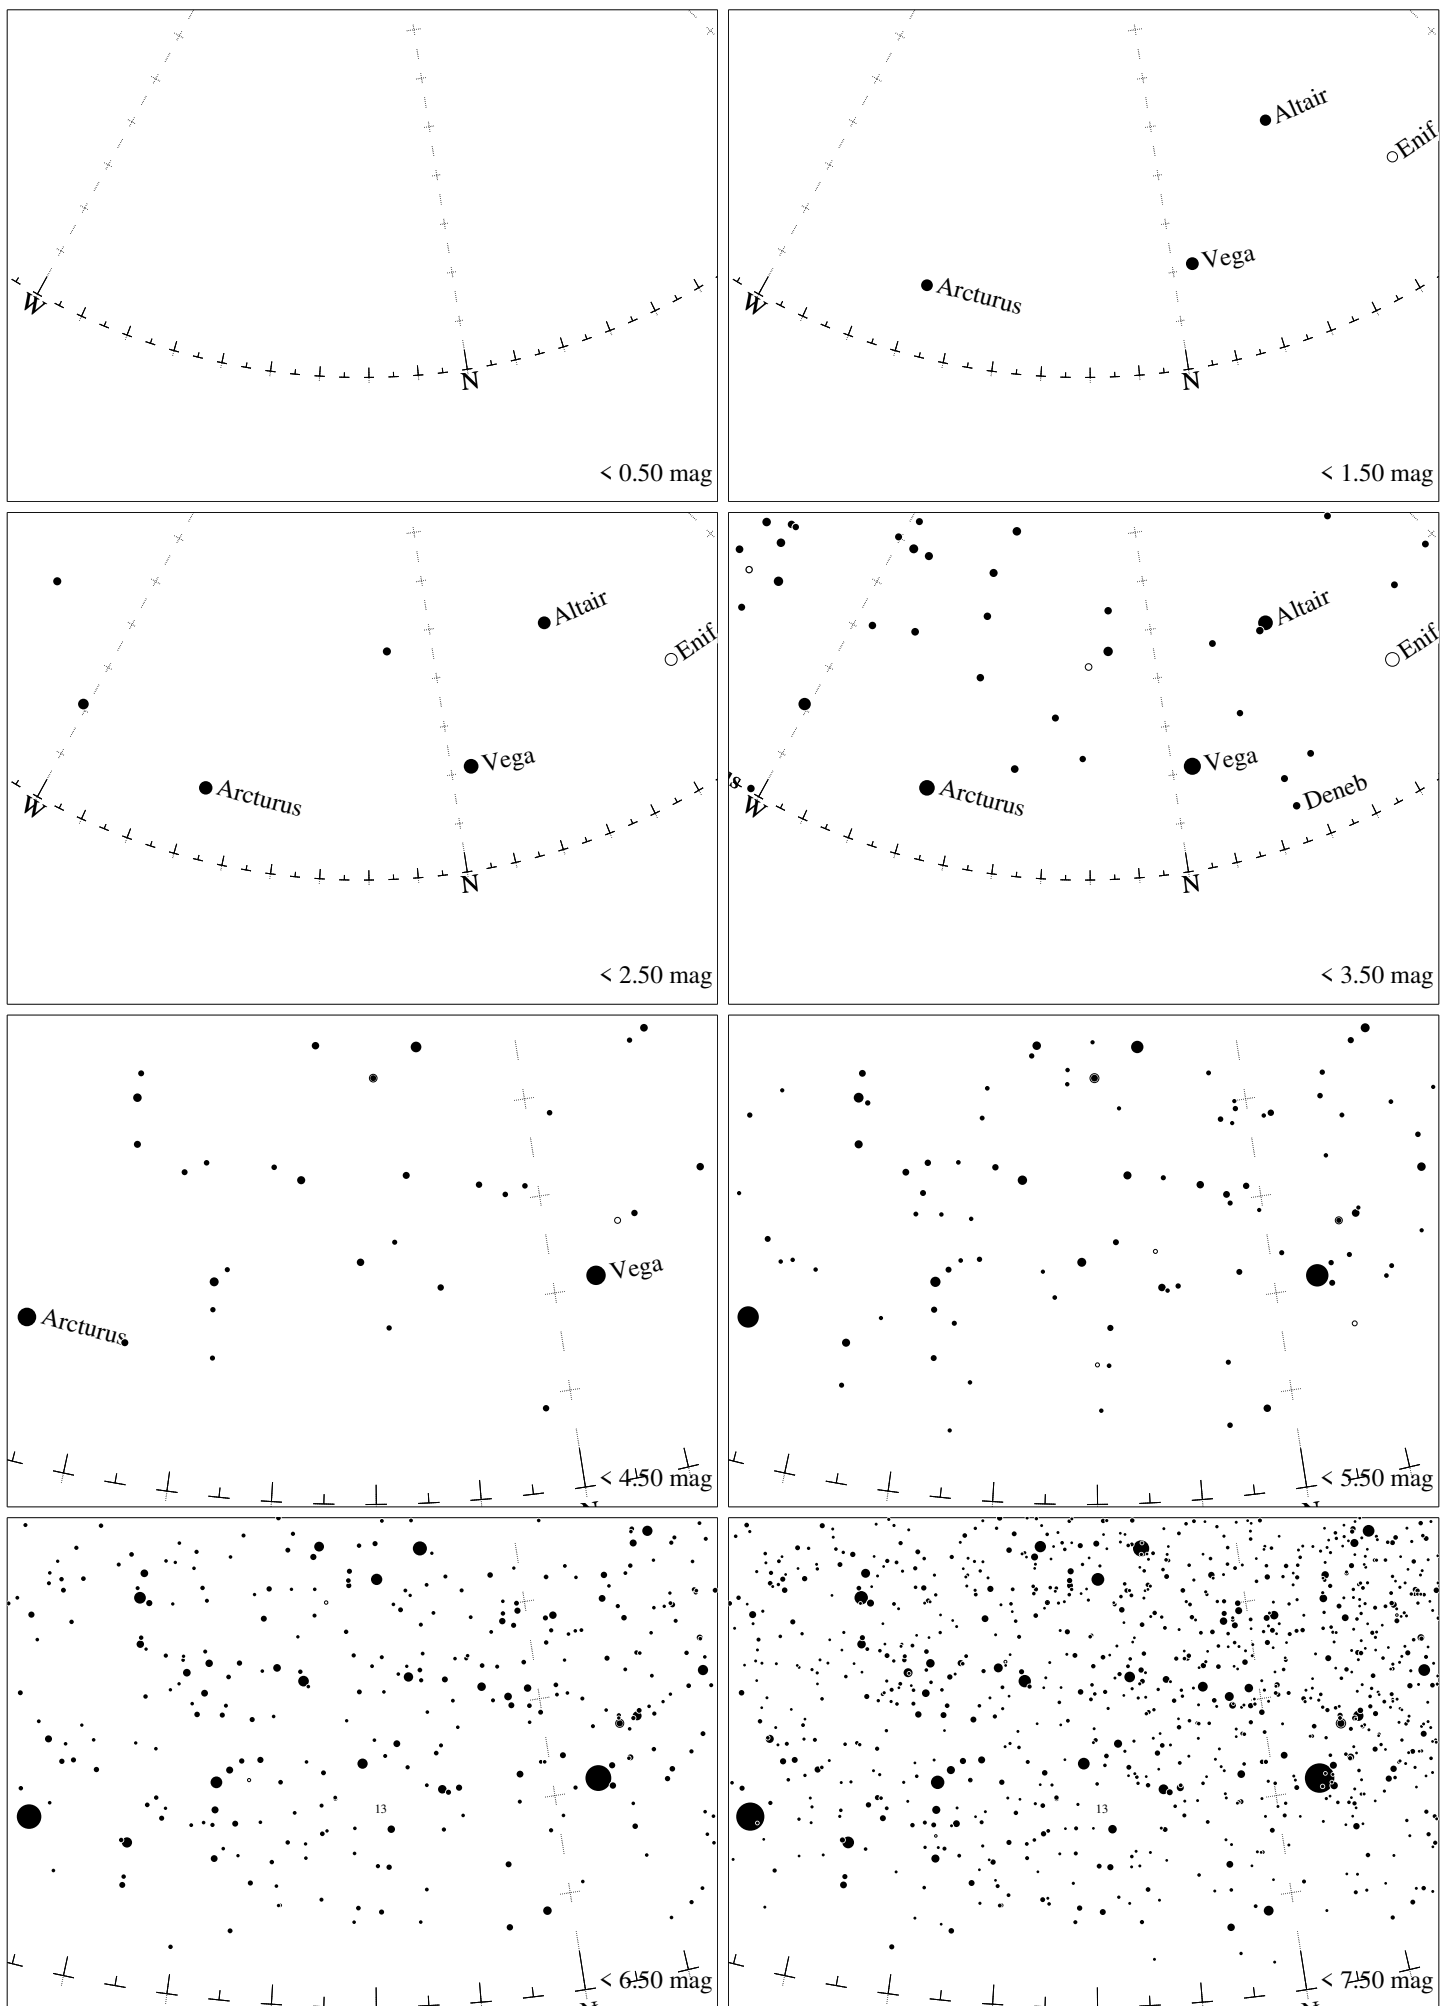 W
N
< 0.50 mag
Altair
Enif
Vega
Arcturus
W
N
< 1.50 mag
Altair
Enif
Vega
Arcturus
W
N
< 2.50 mag
Altair
Enif
Vega
Arcturus
Deneb
s
W
N
< 3.50 mag
Vega
Arcturus
< 4.50 mag
N
< 5.50 mag
N
13
< 6.50 mag
N
13
< 7.50 mag
N